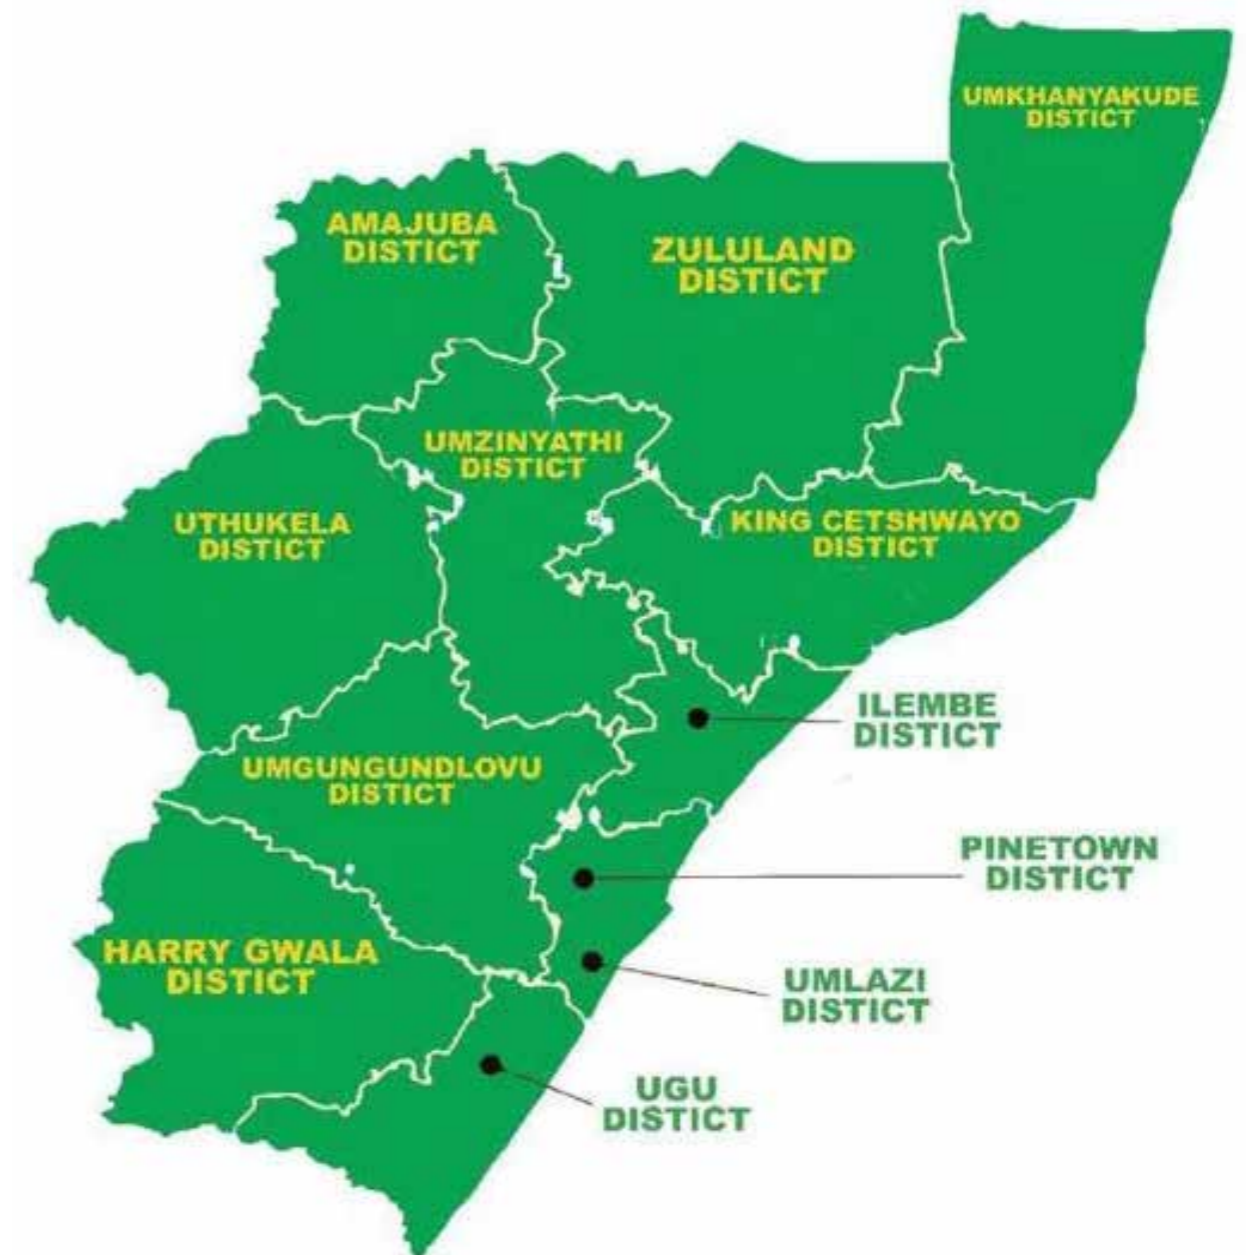 UMKHANYAKUDE
DISTICT
AMAJUBA
DISTICT
ZULULAND
DISTICT
UMZINYATHI
DISTICT
UTHUKELA
DISTICT
KING CETSHWAYO
DISTICT
ILEMBE
DISTICT
UMGUNGUNDLOVU
DISTICT
PINETOWN
DISTICT
HARRY GWALA
DISTICT
UMLAZI
DISTICT
UGU
DISTICT